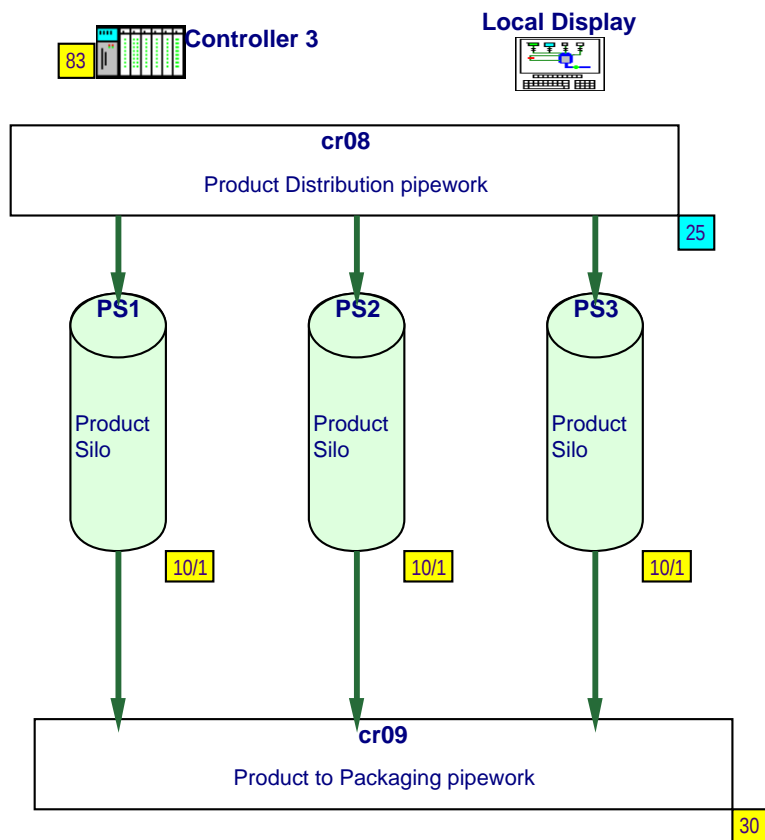 Controller 3
Local Display
83
cr08
Product Distribution pipework
25
PS1
PS2
PS3
Product
Silo
Product
Silo
Product
Silo
10/1
10/1
10/1
cr09
Product to Packaging pipework
30